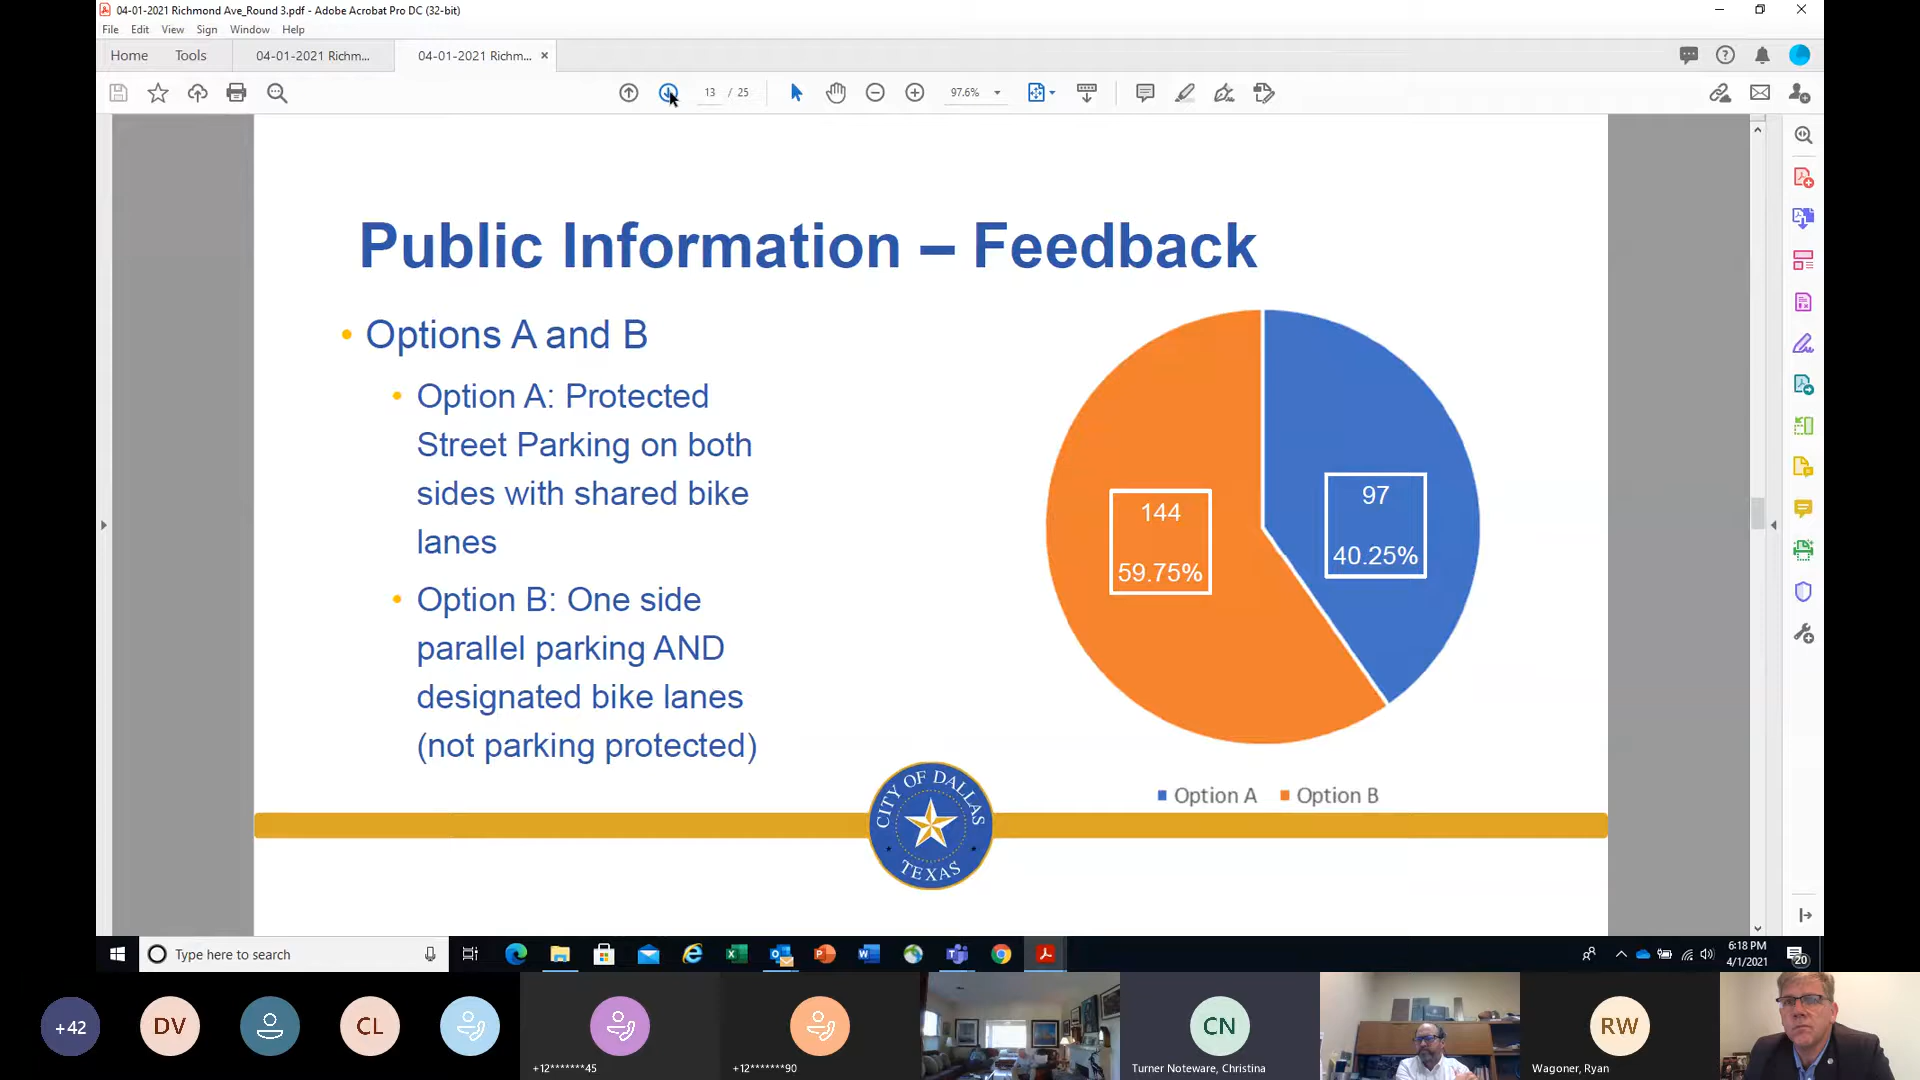 04-01-2021 Richmond Ave_Round 3.pdf - Adobe Acrobat Pro DC (32-bit)
File Edit View Sign Window Help
Home Tools 04-01-2021 Richm... 04-01-2021 Richm... ×
13 / 25 97.6%
Public Information – Feedback
• Options A and B
• Option A: Protected
Street Parking on both
sides with shared bike
lanes
• Option B: One side
parallel parking AND
designated bike lanes
(not parking protected)
144
59.75%
97
40.25%
Option A Option B
CITY OF DALLAS
TEXAS
Type here to search
6:18 PM
4/1/2021
20
+42
DV
CL
CN
RW
+12*******45
+12*******90
Turner Noteware, Christina
Wagoner, Ryan